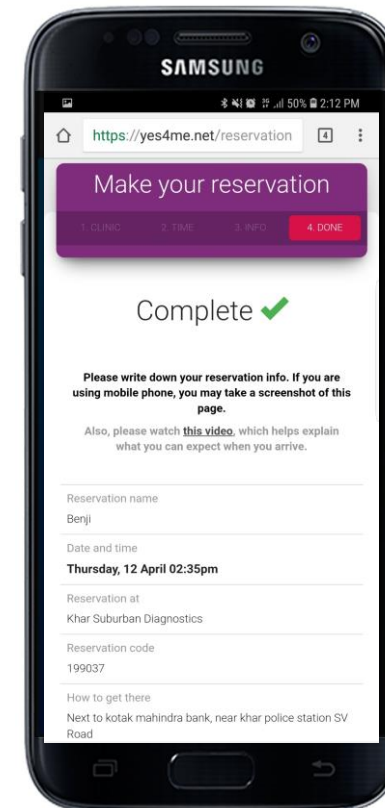 SAMSUNG
50% 2:12 PM
https://yes4me.net/reservation
4
Make your reservation
1. CLINIC 2. TIME 3. INFO 4. DONE
Complete
Please write down your reservation info. If you are
using mobile phone, you may take a screenshot of this
page.
Also, please watch this video, which helps explain
what you can expect when you arrive.
Reservation name
Benji
Date and time
Thursday, 12 April 02:35pm
Reservation at
Khar Suburban Diagnostics
Reservation code
199037
How to get there
Next to kotak mahindra bank, near khar police station SV
Road